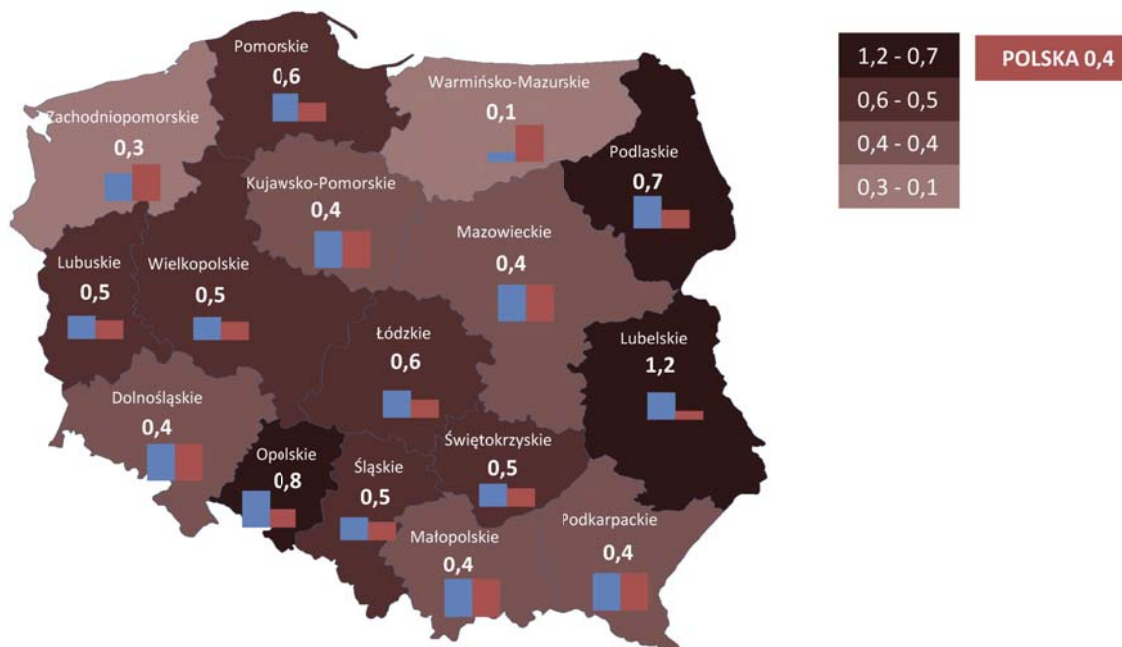 Pomorskie
0,6
Warmińsko-Mazurskie
0,1
Zachodniopomorskie
0,3
Podlaskie
0,7
Kujawsko-Pomorskie
0,4
Mazowieckie
0,4
Lubuskie
0,5
Wielkopolskie
0,5
Łódzkie
0,6
Lubelskie
1,2
Dolnośląskie
0,4
Opolskie
0,8
Śląskie
0,5
Świętokrzyskie
0,5
Małopolskie
0,4
Podkarpackie
0,4
1,2 - 0,7
0,6 - 0,5
0,4 - 0,4
0,3 - 0,1
POLSKA 0,4